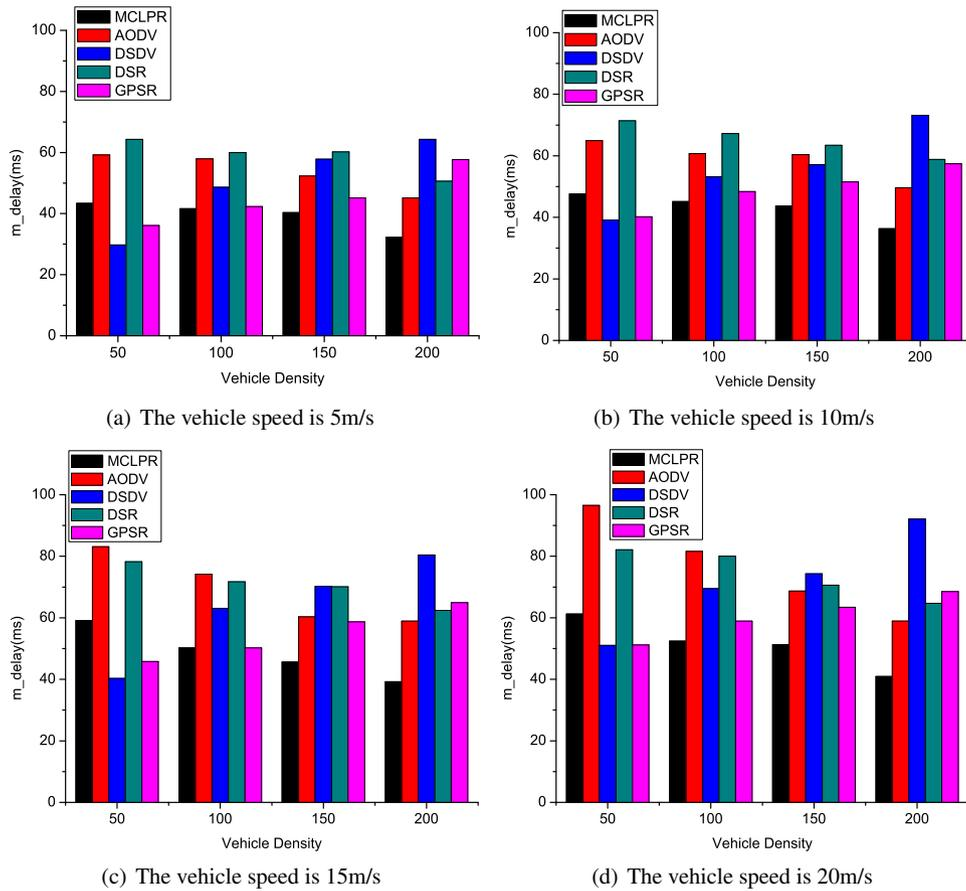 MCLPR
AODV
DSDV
DSR
GPSR
100
80
60
40
20
0
m_delay(ms)
50 100 150 200
Vehicle Density
(a) The vehicle speed is 5m/s
MCLPR
AODV
DSDV
DSR
GPSR
100
80
60
40
20
0
m_delay(ms)
50 100 150 200
Vehicle Density
(b) The vehicle speed is 10m/s
MCLPR
AODV
DSDV
DSR
GPSR
100
80
60
40
20
0
m_delay(ms)
50 100 150 200
Vehicle Density
(c) The vehicle speed is 15m/s
MCLPR
AODV
DSDV
DSR
GPSR
100
80
60
40
20
0
m_delay(ms)
50 100 150 200
Vehicle Density
(d) The vehicle speed is 20m/s